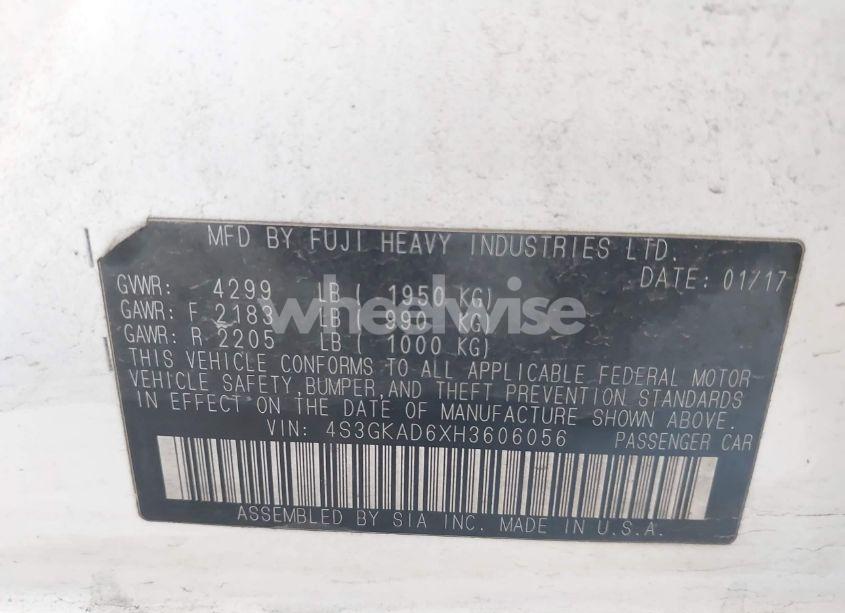 MFD BY FUJI HEAVY INDUSTRIES LTD.
DATE: 01/17
GVWR: 4299 LB ( 1950 KG)
GAWR: F 2183 LB ( 990 KG)
GAWR: R 2205 LB ( 1000 KG)
THIS VEHICLE CONFORMS TO ALL APPLICABLE FEDERAL MOTOR-
VEHICLE SAFETY,BUMPER,AND THEFT PREVENTION STANDARDS
IN EFFECT ON THE DATE OF MANUFACTURE SHOWN ABOVE.
VIN: 4S3GKAD6XH3606056 PASSENGER CAR
ASSEMBLED BY SIA INC. MADE IN U.S.A.
wheelwise